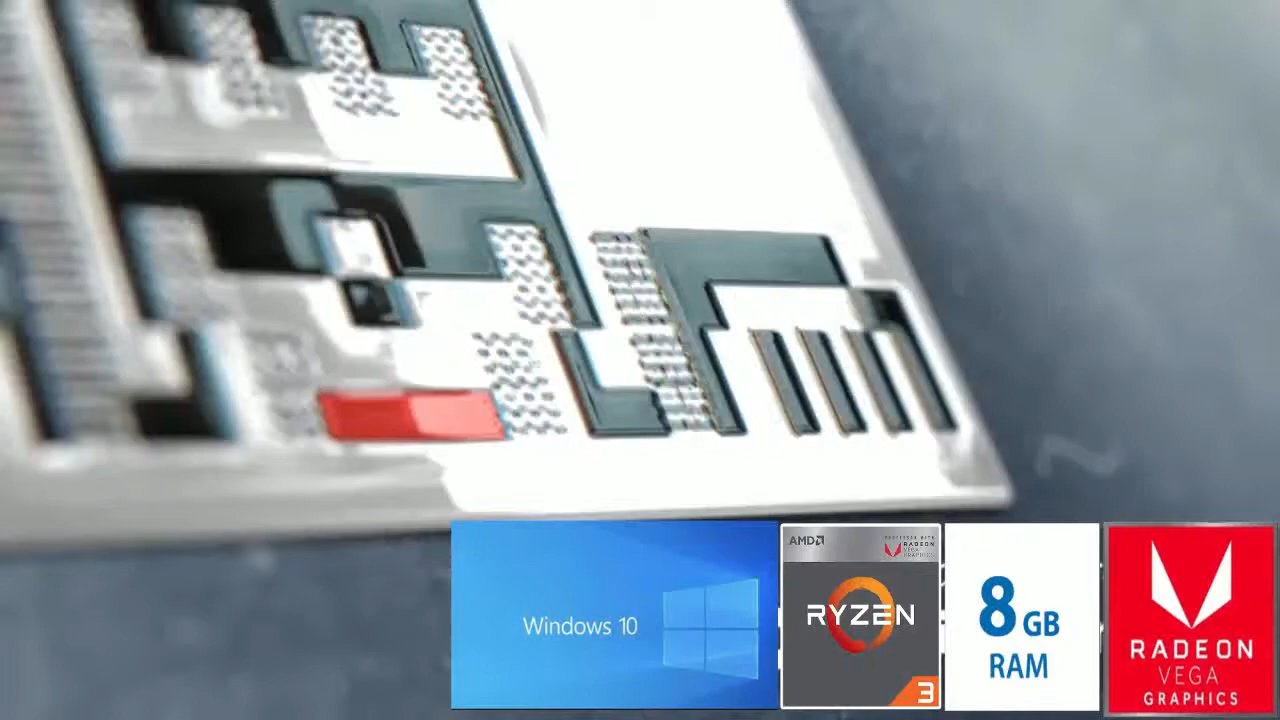 Windows 10
AMD
RADEON
VEGA
GRAPHICS
RYZEN
3
8 GB
RAM
RADEON
VEGA
GRAPHICS